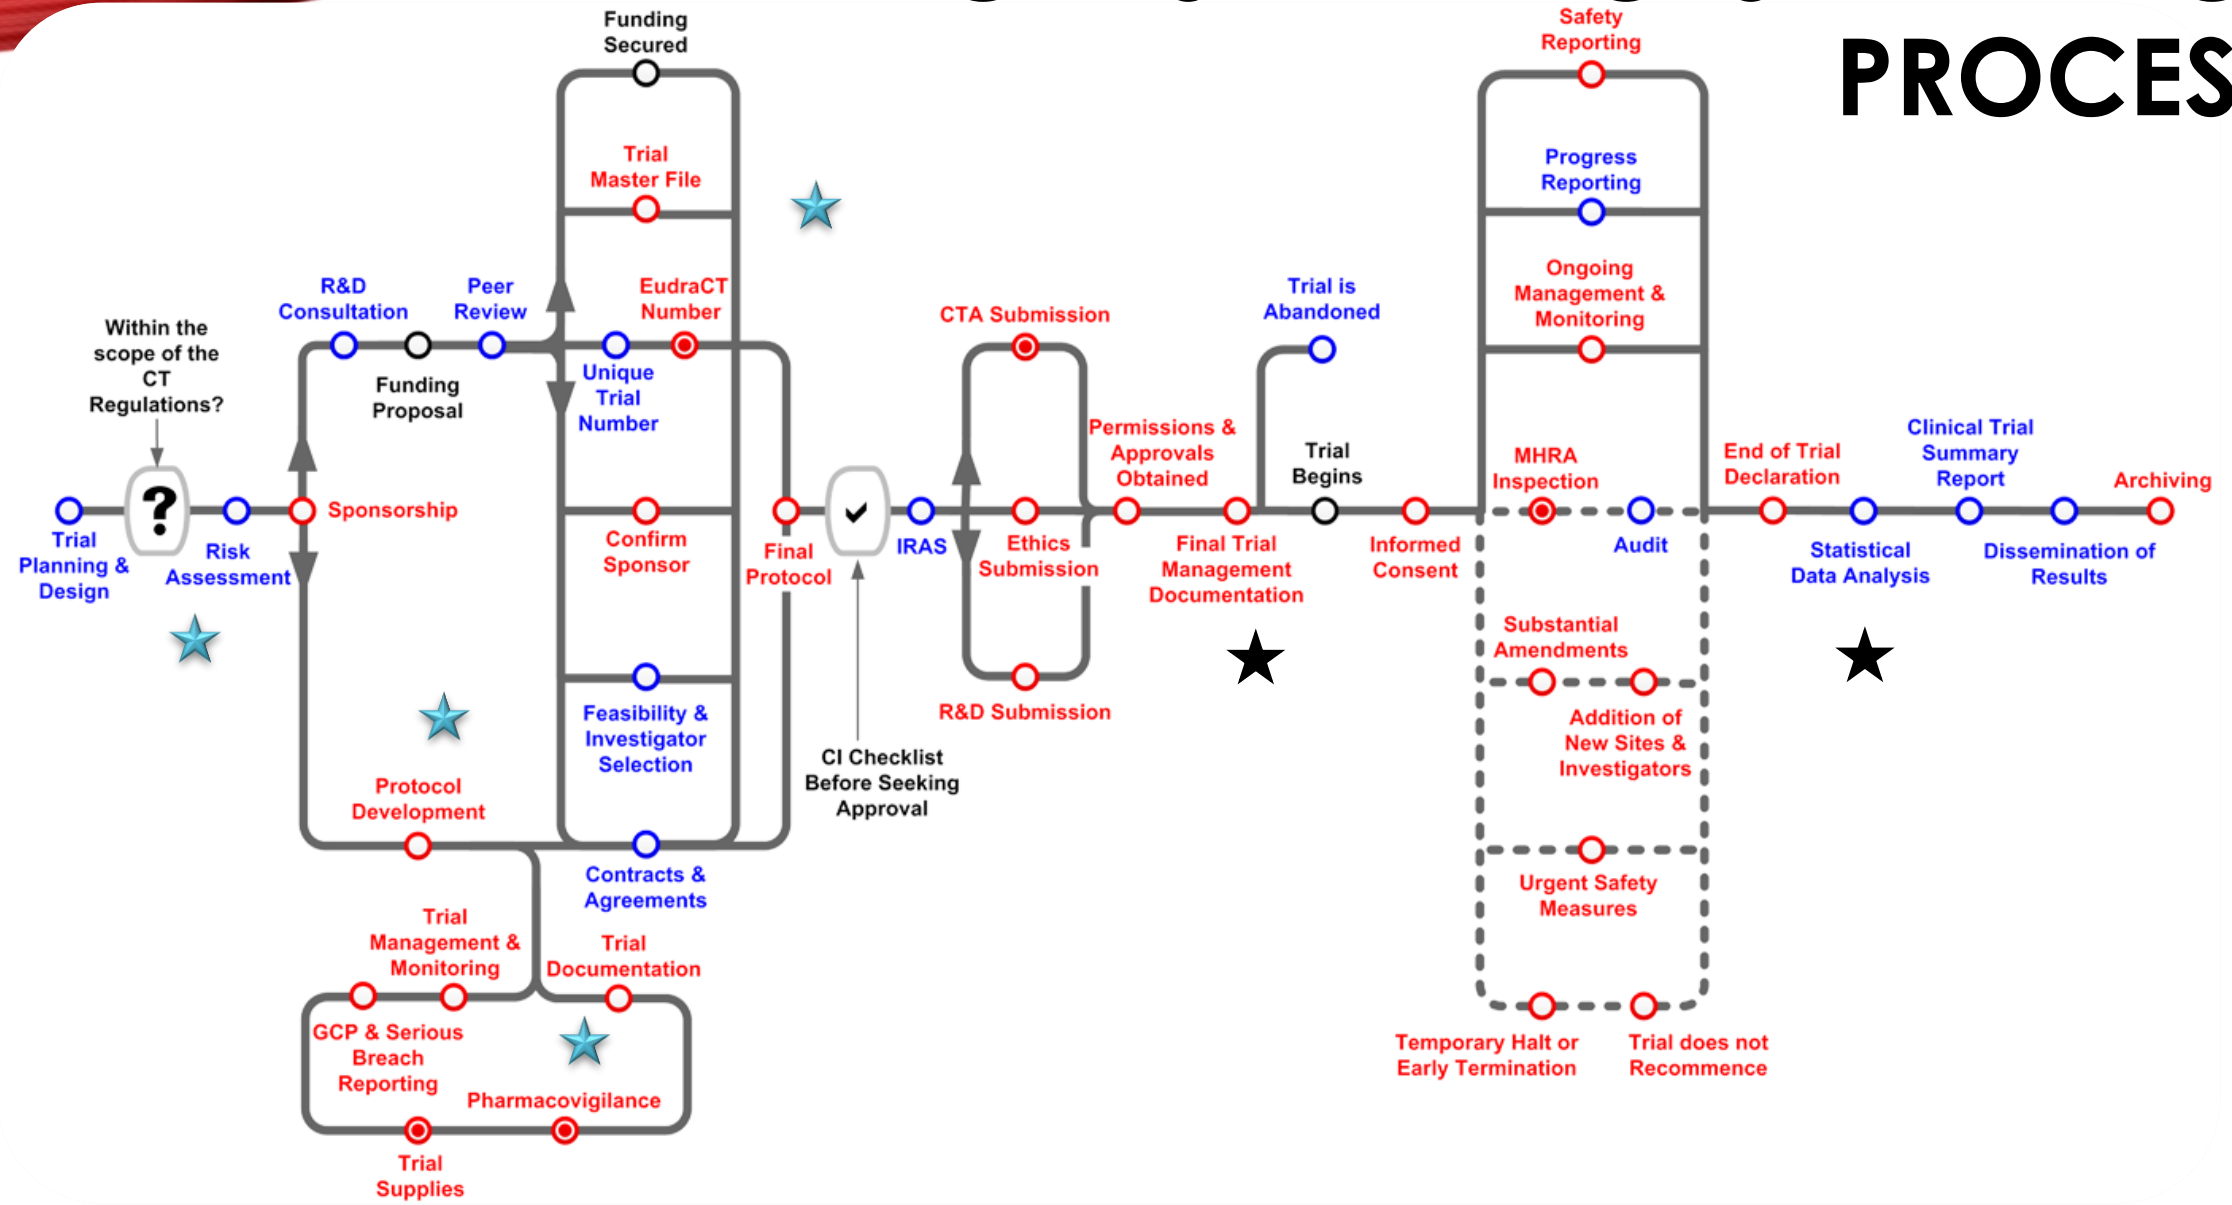 PROCES
Funding
Secured
Trial
Master File
R&D
Consultation
Peer
Review
EudraCT
Number
Within the
scope of the
CT
Regulations?
Funding
Proposal
Unique
Trial
Number
?
Trial
Planning &
Design
Risk
Assessment
Sponsorship
Confirm
Sponsor
Final
Protocol
Feasibility &
Investigator
Selection
Protocol
Development
Contracts &
Agreements
Trial
Management &
Monitoring
Trial
Documentation
GCP & Serious
Breach
Reporting
Pharmacovigilance
Trial
Supplies
CI Checklist
Before Seeking
Approval
IRAS
CTA Submission
Ethics
Submission
R&D Submission
Permissions &
Approvals
Obtained
Final Trial
Management
Documentation
Trial is
Abandoned
Trial
Begins
Informed
Consent
Safety
Reporting
Progress
Reporting
Ongoing
Management &
Monitoring
MHRA
Inspection
Audit
Substantial
Amendments
Addition of
New Sites &
Investigators
Urgent Safety
Measures
Temporary Halt or
Early Termination
Trial does not
Recommence
End of Trial
Declaration
Statistical
Data Analysis
Clinical Trial
Summary
Report
Dissemination of
Results
Archiving